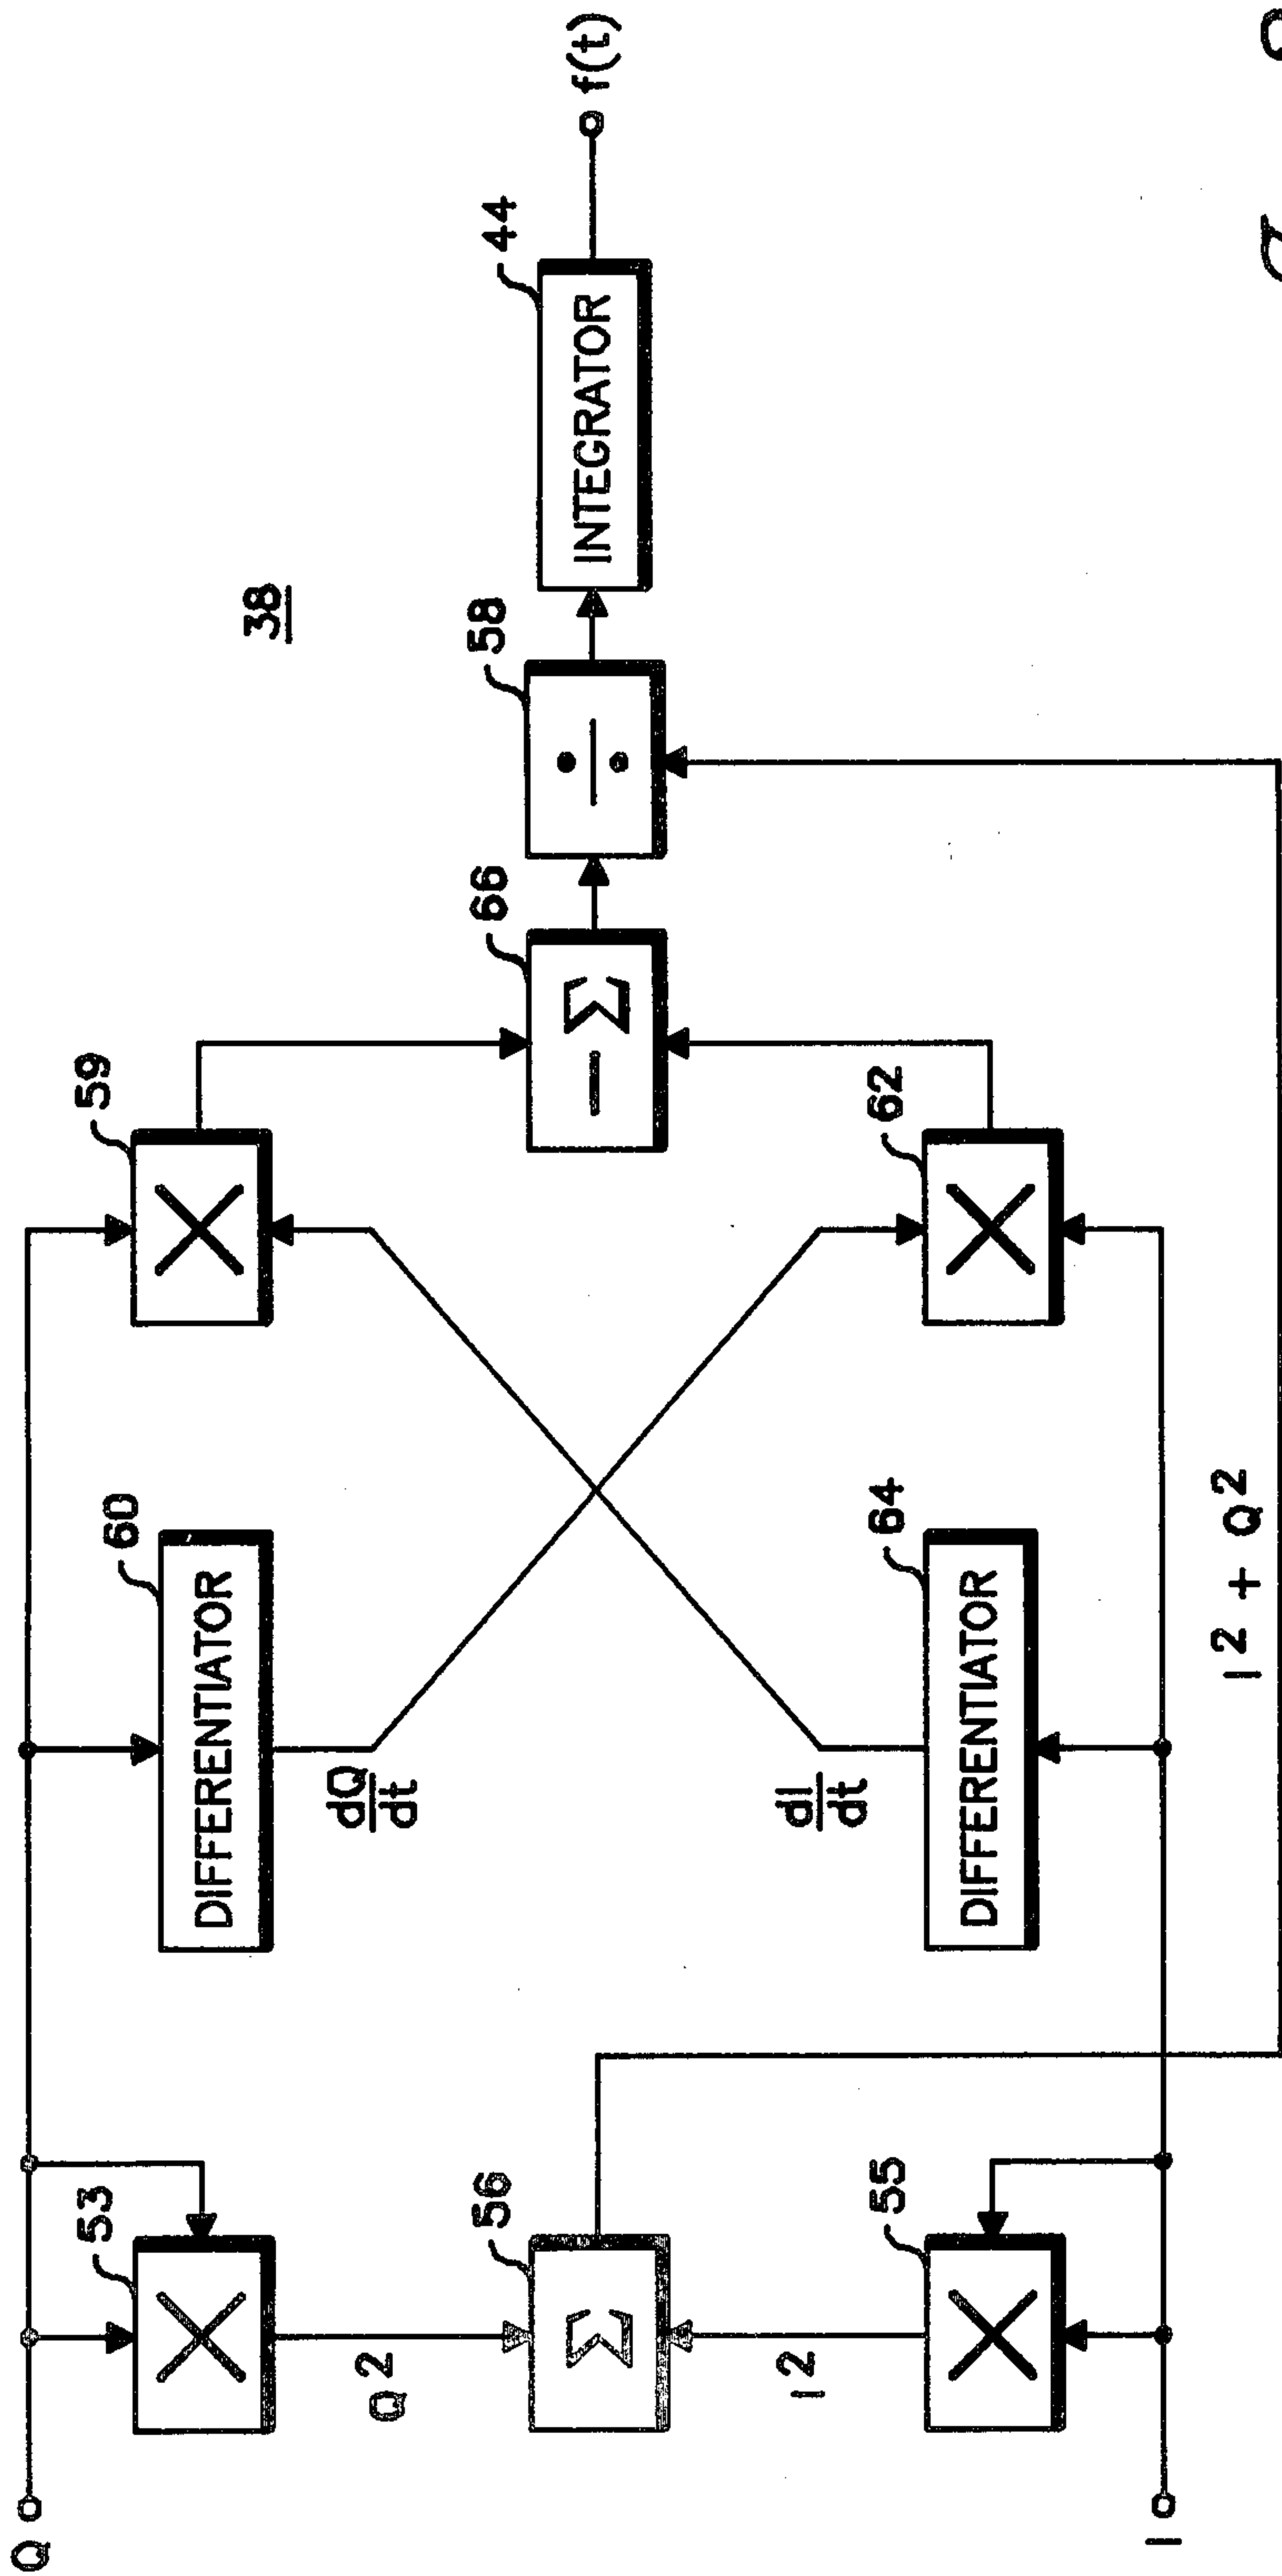 Q
53
Q²
56
Σ
I²
55
I
60
DIFFERENTIATOR
dQ
dt
dI
dt
64
DIFFERENTIATOR
I² + Q²
59
62
66
— Σ
58
÷
38
44
INTEGRATOR
f(t)